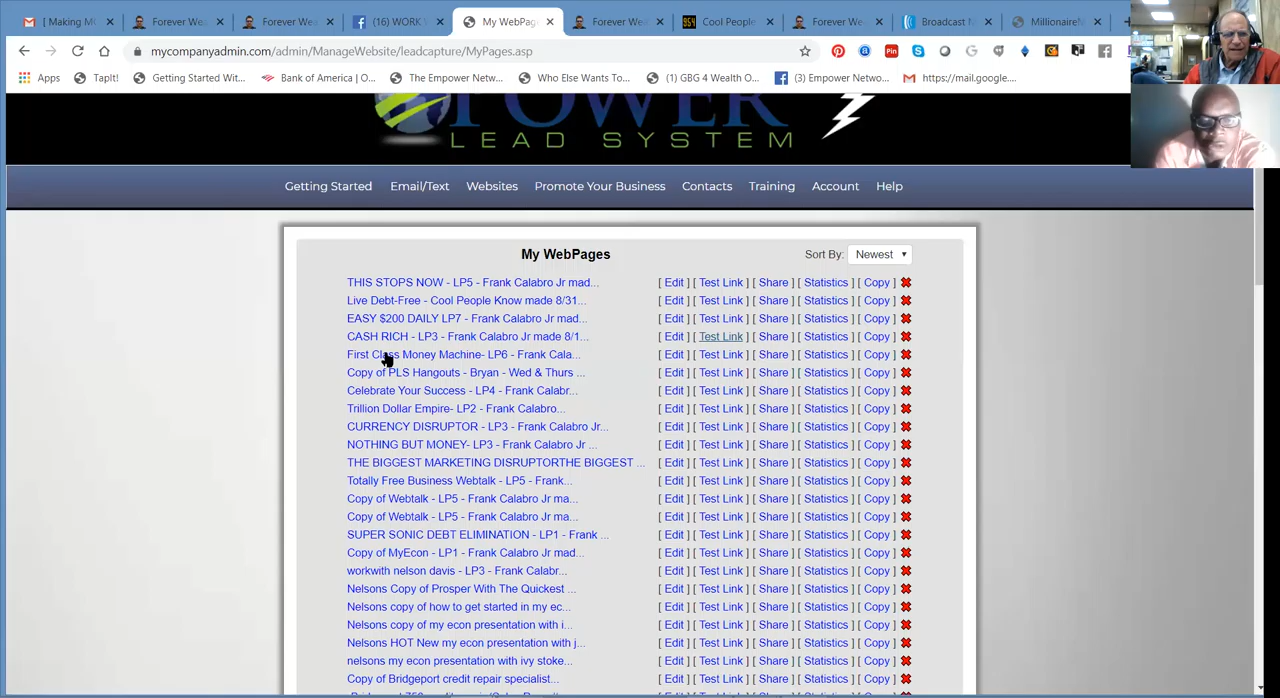 [ Making MO
Forever Wea
Forever Wea
(16) WORK W
My WebPage
Forever Wea
Cool People
Forever Wea
Broadcast M
MillionaireM
mycompanyadmin.com/admin/ManageWebsite/leadcapture/MyPages.asp
Apps
TapIt!
Getting Started Wit...
Bank of America | O...
The Empower Netw...
Who Else Wants To...
(1) GBG 4 Wealth O...
(3) Empower Netwo...
https://mail.google....
POWER
LEAD SYSTEM
Getting Started Email/Text Websites Promote Your Business Contacts Training Account Help
My WebPages Sort By: Newest
THIS STOPS NOW - LP5 - Frank Calabro Jr mad... [ Edit ] [ Test Link ] [ Share ] [ Statistics ] [ Copy ]
Live Debt-Free - Cool People Know made 8/31... [ Edit ] [ Test Link ] [ Share ] [ Statistics ] [ Copy ]
EASY $200 DAILY LP7 - Frank Calabro Jr mad... [ Edit ] [ Test Link ] [ Share ] [ Statistics ] [ Copy ]
CASH RICH - LP3 - Frank Calabro Jr made 8/1... [ Edit ] [ Test Link ] [ Share ] [ Statistics ] [ Copy ]
First Class Money Machine- LP6 - Frank Cala... [ Edit ] [ Test Link ] [ Share ] [ Statistics ] [ Copy ]
Copy of PLS Hangouts - Bryan - Wed & Thurs ... [ Edit ] [ Test Link ] [ Share ] [ Statistics ] [ Copy ]
Celebrate Your Success - LP4 - Frank Calabr... [ Edit ] [ Test Link ] [ Share ] [ Statistics ] [ Copy ]
Trillion Dollar Empire- LP2 - Frank Calabro... [ Edit ] [ Test Link ] [ Share ] [ Statistics ] [ Copy ]
CURRENCY DISRUPTOR - LP3 - Frank Calabro Jr... [ Edit ] [ Test Link ] [ Share ] [ Statistics ] [ Copy ]
NOTHING BUT MONEY- LP3 - Frank Calabro Jr ... [ Edit ] [ Test Link ] [ Share ] [ Statistics ] [ Copy ]
THE BIGGEST MARKETING DISRUPTORTHE BIGGEST ... [ Edit ] [ Test Link ] [ Share ] [ Statistics ] [ Copy ]
Totally Free Business Webtalk - LP5 - Frank... [ Edit ] [ Test Link ] [ Share ] [ Statistics ] [ Copy ]
Copy of Webtalk - LP5 - Frank Calabro Jr ma... [ Edit ] [ Test Link ] [ Share ] [ Statistics ] [ Copy ]
Copy of Webtalk - LP5 - Frank Calabro Jr ma... [ Edit ] [ Test Link ] [ Share ] [ Statistics ] [ Copy ]
SUPER SONIC DEBT ELIMINATION - LP1 - Frank ... [ Edit ] [ Test Link ] [ Share ] [ Statistics ] [ Copy ]
Copy of MyEcon - LP1 - Frank Calabro Jr mad... [ Edit ] [ Test Link ] [ Share ] [ Statistics ] [ Copy ]
workwith nelson davis - LP3 - Frank Calabr... [ Edit ] [ Test Link ] [ Share ] [ Statistics ] [ Copy ]
Nelsons Copy of Prosper With The Quickest ... [ Edit ] [ Test Link ] [ Share ] [ Statistics ] [ Copy ]
Nelsons copy of how to get started in my ec... [ Edit ] [ Test Link ] [ Share ] [ Statistics ] [ Copy ]
Nelsons copy of my econ presentation with i... [ Edit ] [ Test Link ] [ Share ] [ Statistics ] [ Copy ]
Nelsons HOT New my econ presentation with j... [ Edit ] [ Test Link ] [ Share ] [ Statistics ] [ Copy ]
nelsons my econ presentation with ivy stoke... [ Edit ] [ Test Link ] [ Share ] [ Statistics ] [ Copy ]
Copy of Bridgeport credit repair specialist... [ Edit ] [ Test Link ] [ Share ] [ Statistics ] [ Copy ]